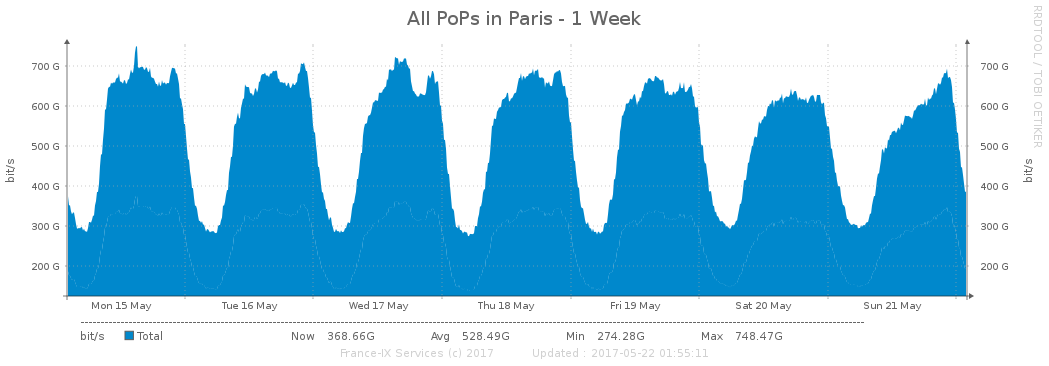 All PoPs in Paris - 1 Week
RRDTOOL / TOBI OETIKER
bit/s
700 G
600 G
500 G
400 G
300 G
200 G
700 G
600 G
500 G
400 G
300 G
200 G
bit/s
Mon 15 May Tue 16 May Wed 17 May Thu 18 May Fri 19 May Sat 20 May Sun 21 May
bit/s Total Now 368.66G Avg 528.49G Min 274.28G Max 748.47G
France-IX Services (c) 2017 Updated : 2017-05-22 01:55:11